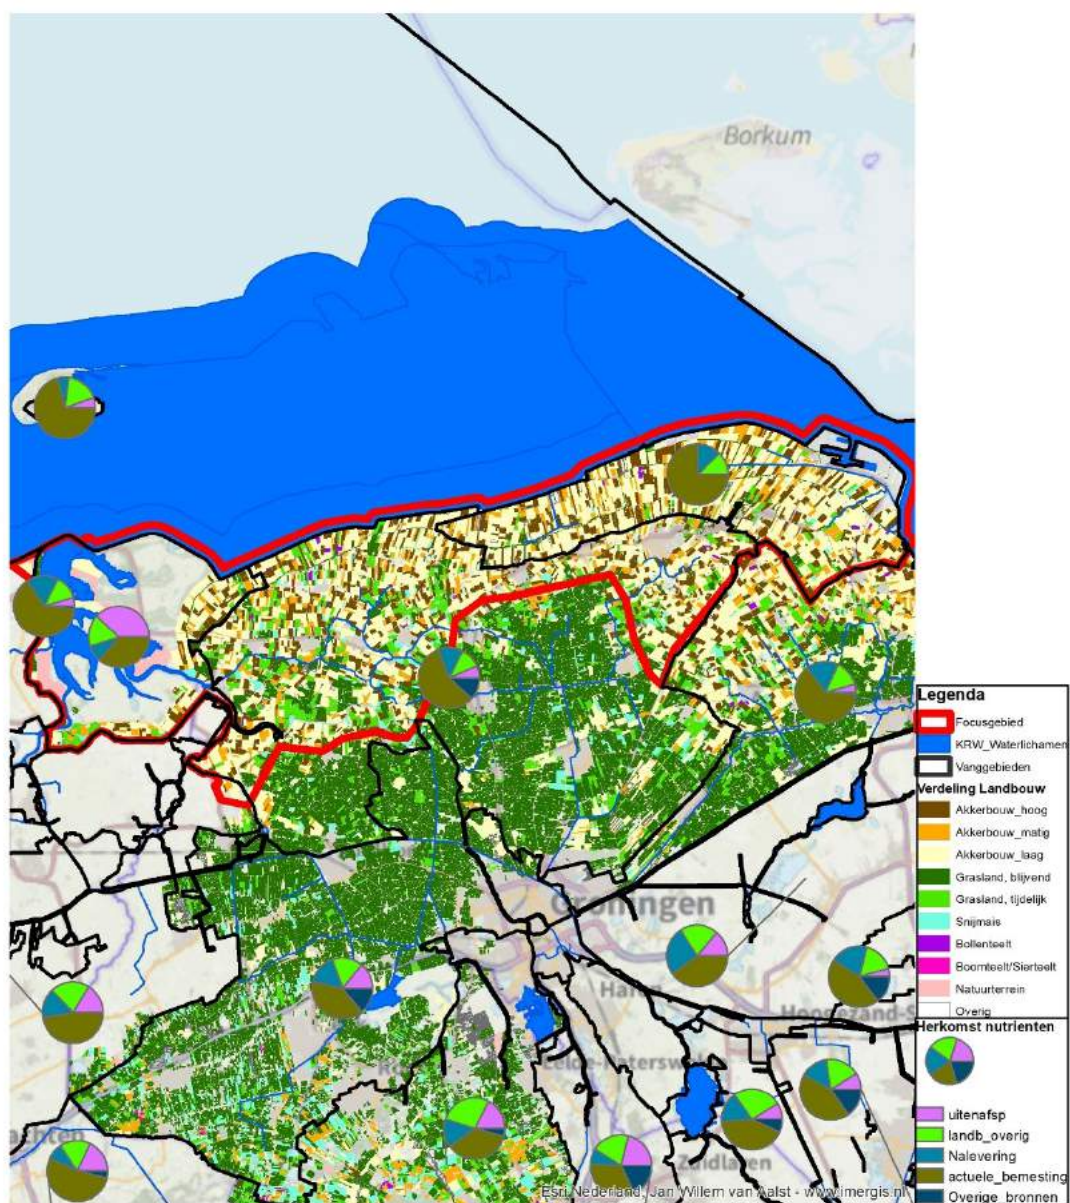 Borkum
Groningen
Haren
Zuidlaren
Esri Nederland, Jan Willem van Aalst - www.imergis.nl
Legenda
Focusgebied
KRW_Waterlichamen
Vanggebieden
Verdeling Landbouw
Akkerbouw_hoog
Akkerbouw_matig
Akkerbouw_laag
Grasland, blijvend
Grasland, tijdelijk
Snijmais
Bollenteelt
Boomteelt/Sierteelt
Natuurterrein
Overig
Herkomst nutrienten
uitenafsp
landb_overig
Nalevering
actuele_bemesting
Overige_bronnen